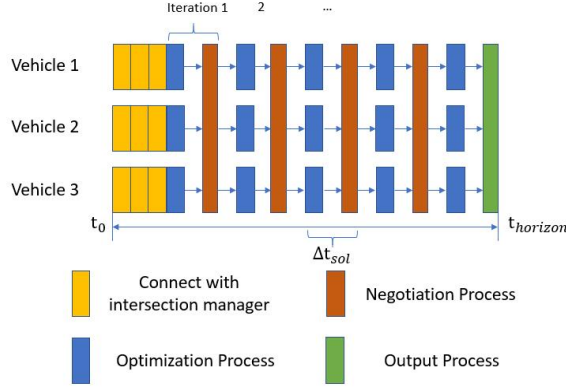 Iteration 1 2 ...
Vehicle 1
Vehicle 2
Vehicle 3
t0 thorizon
Δtsol
Connect with
intersection manager
Negotiation Process
Optimization Process
Output Process